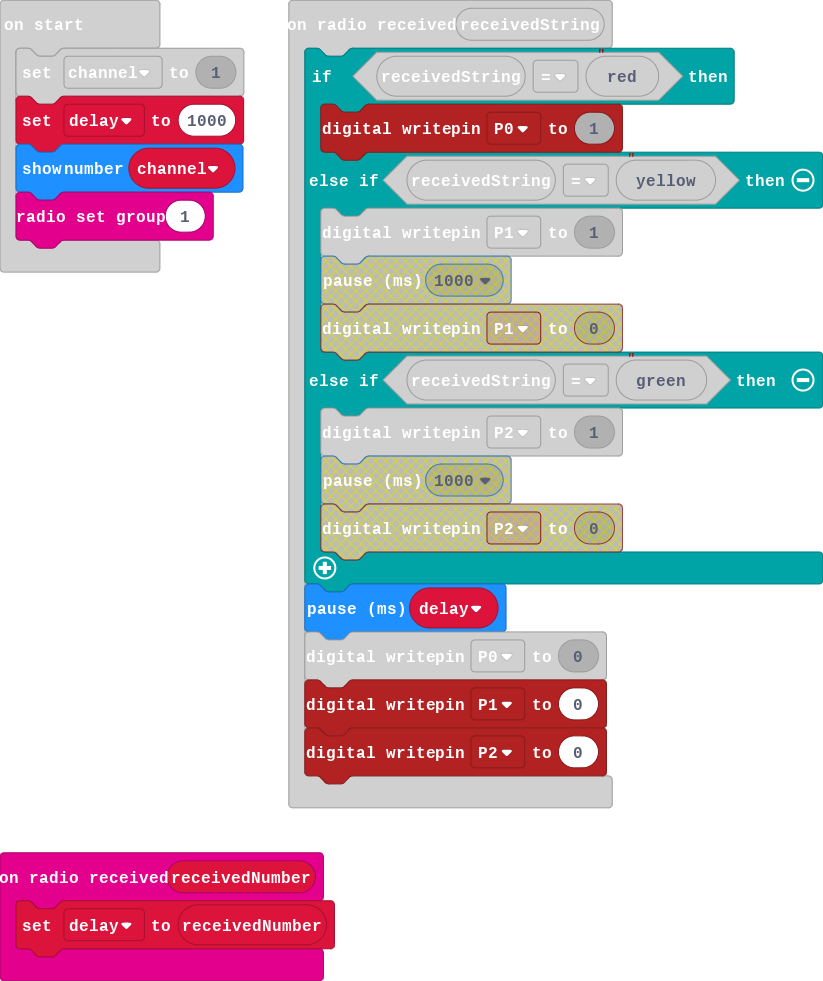 on start
set channel to 1
set delay to 1000
show number channel
radio set group 1
on radio received receivedString
if receivedString = " red then
digital write pin P0 to 1
else if receivedString = " yellow then
digital write pin P1 to 1
pause (ms) 1000
digital write pin P1 to 0
else if receivedString = " green then
digital write pin P2 to 1
pause (ms) 1000
digital write pin P2 to 0
pause (ms) delay
digital write pin P0 to 0
digital write pin P1 to 0
digital write pin P2 to 0
on radio received receivedNumber
set delay to receivedNumber